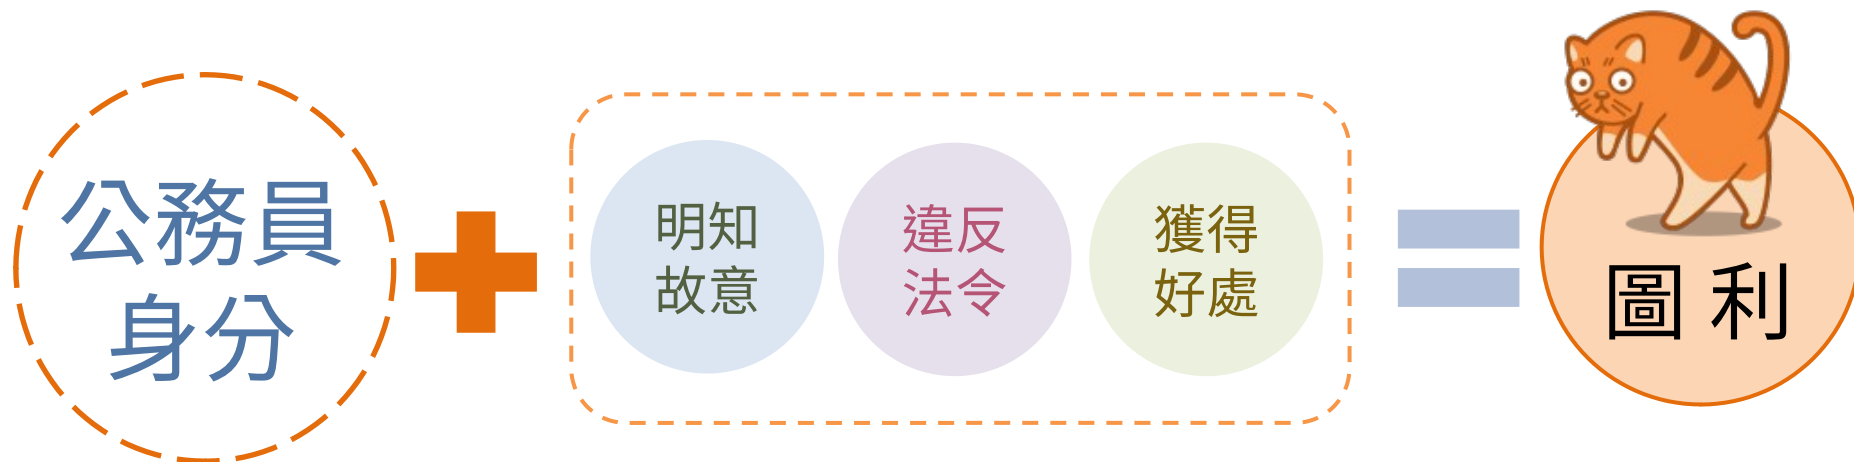 公務員
身分
明知
故意
違反
法令
獲得
好處
圖利